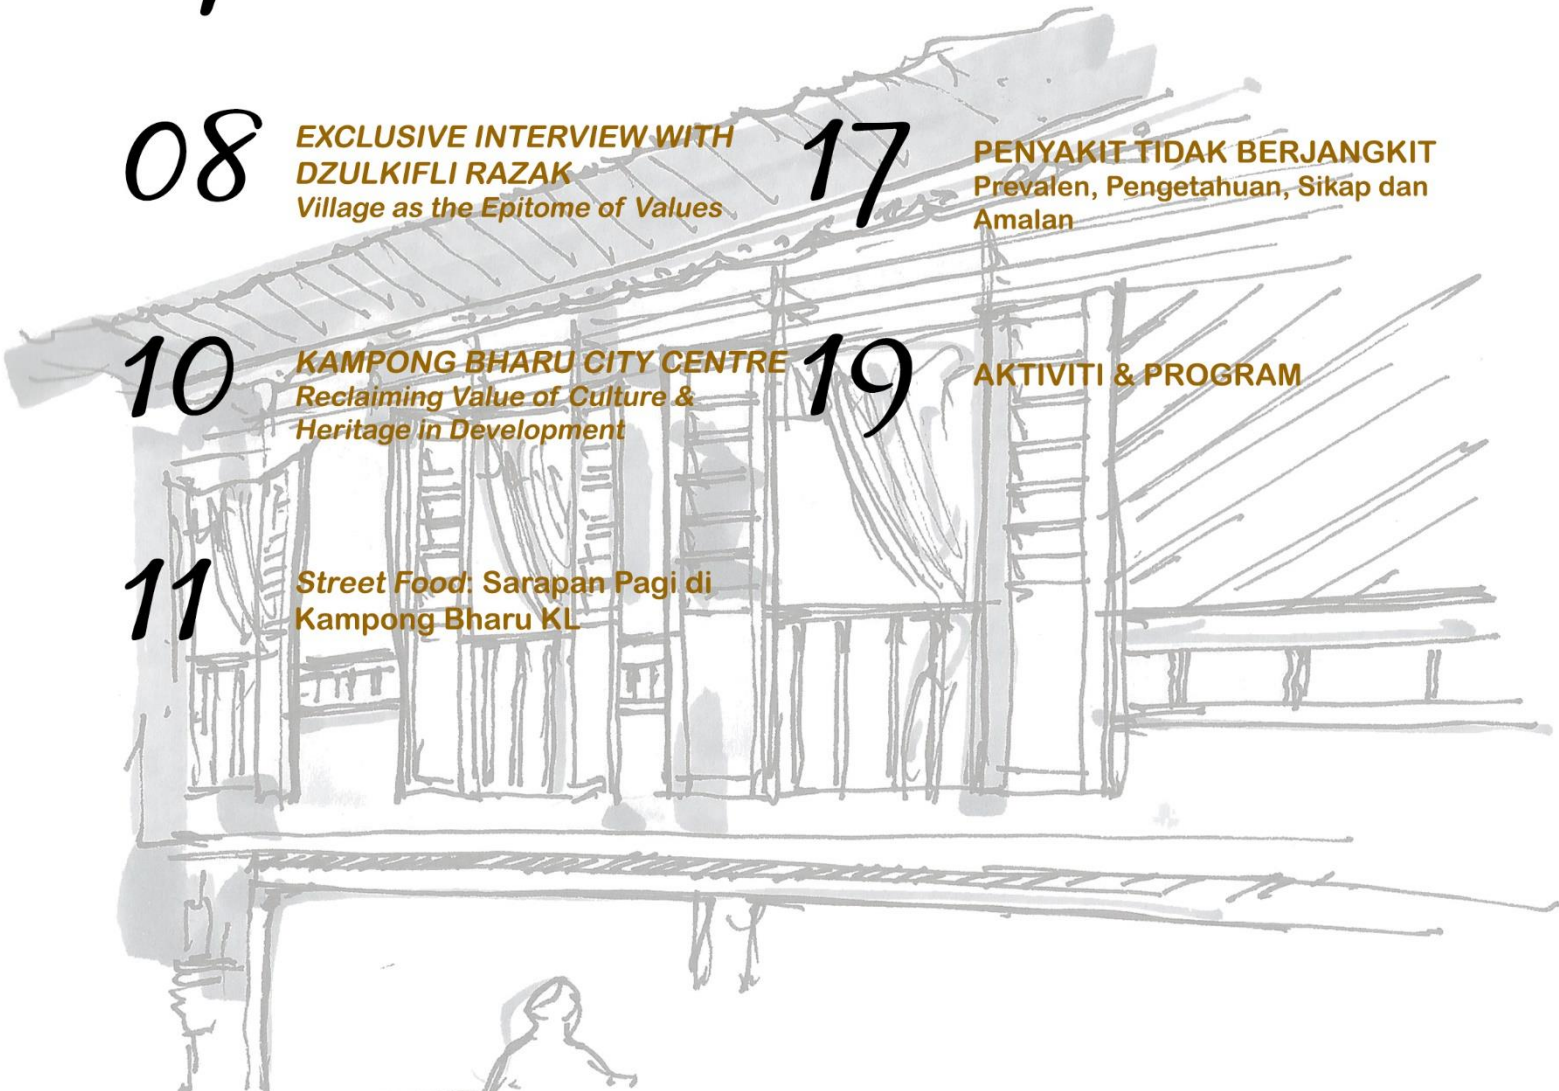 08
EXCLUSIVE INTERVIEW WITH
DZULKIFLI RAZAK
Village as the Epitome of Values
10
KAMPONG BHARU CITY CENTRE
Reclaiming Value of Culture &
Heritage in Development
11
Street Food: Sarapan Pagi di
Kampong Bharu KL
17
PENYAKIT TIDAK BERJANGKIT
Prevalen, Pengetahuan, Sikap dan
Amalan
19
AKTIVITI & PROGRAM